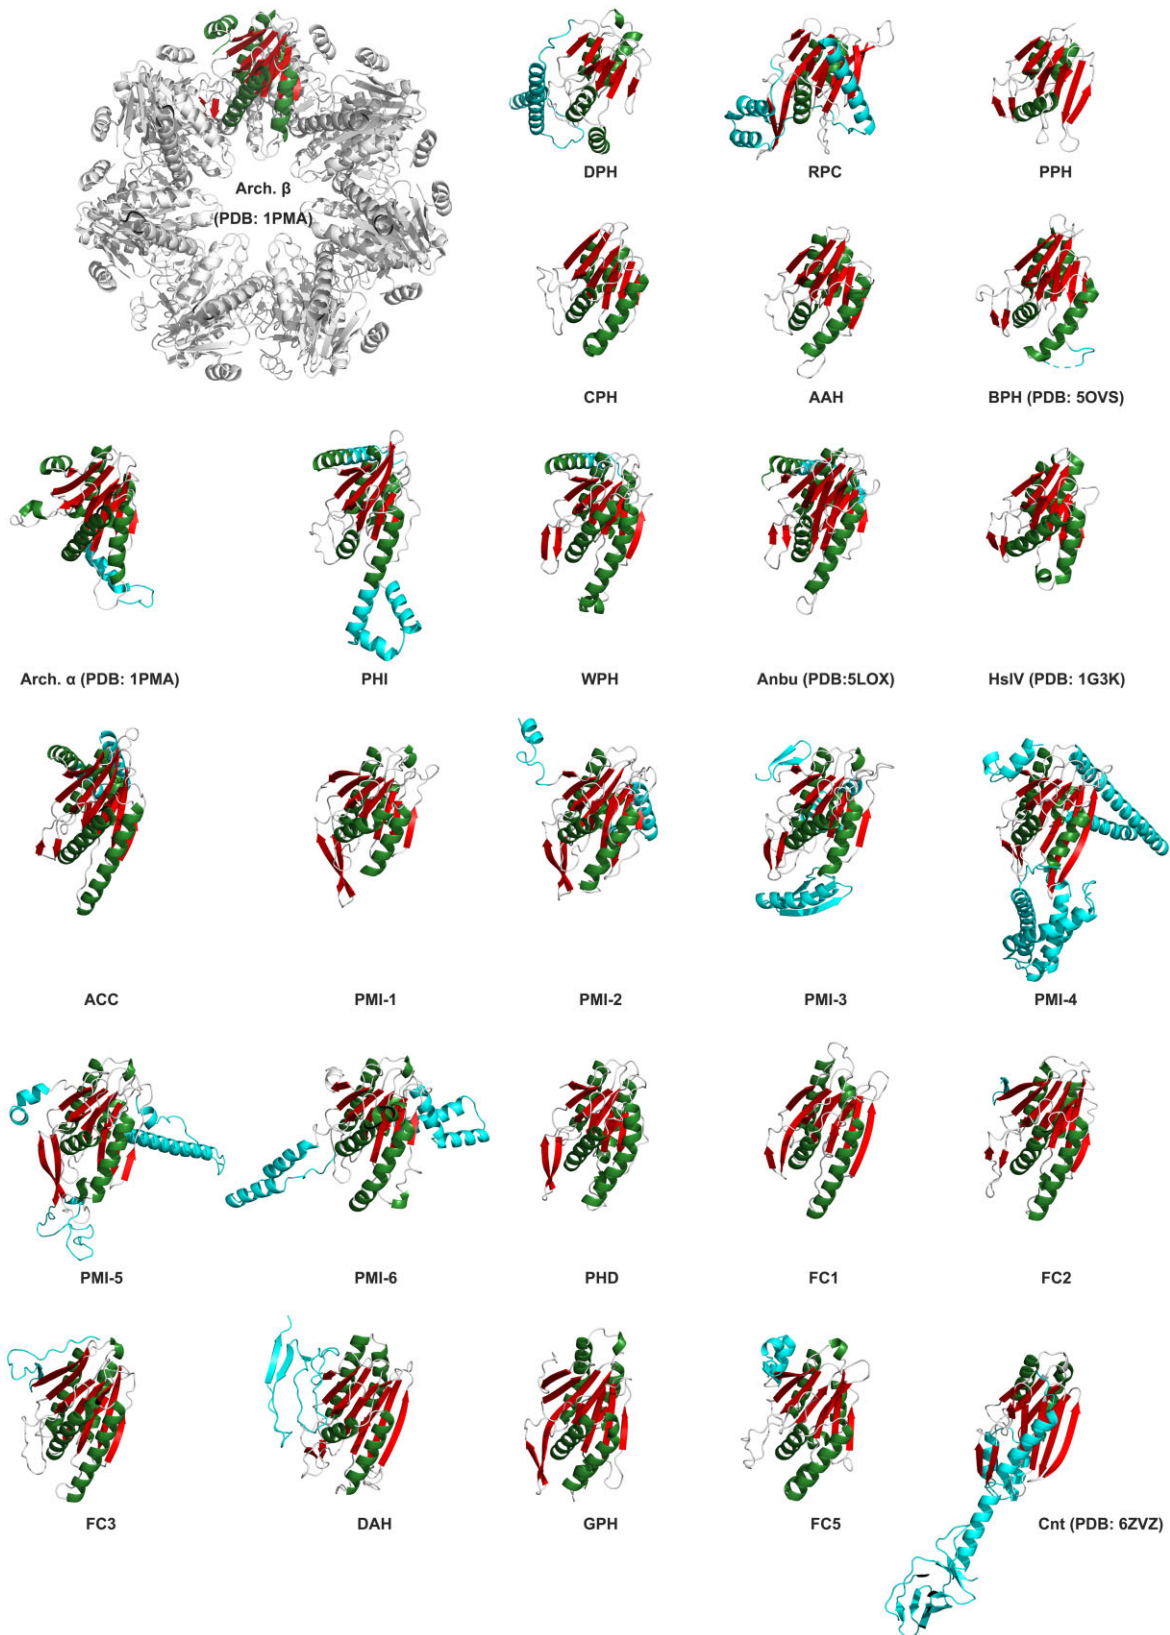 Arch. β
(PDB: 1PMA)
DPH
RPC
PPH
CPH
AAH
BPH (PDB: 5OVS)
Arch. α (PDB: 1PMA)
PHI
WPH
Anbu (PDB:5LOX)
HslV (PDB: 1G3K)
ACC
PMI-1
PMI-2
PMI-3
PMI-4
PMI-5
PMI-6
PHD
FC1
FC2
FC3
DAH
GPH
FC5
Cnt (PDB: 6ZVZ)